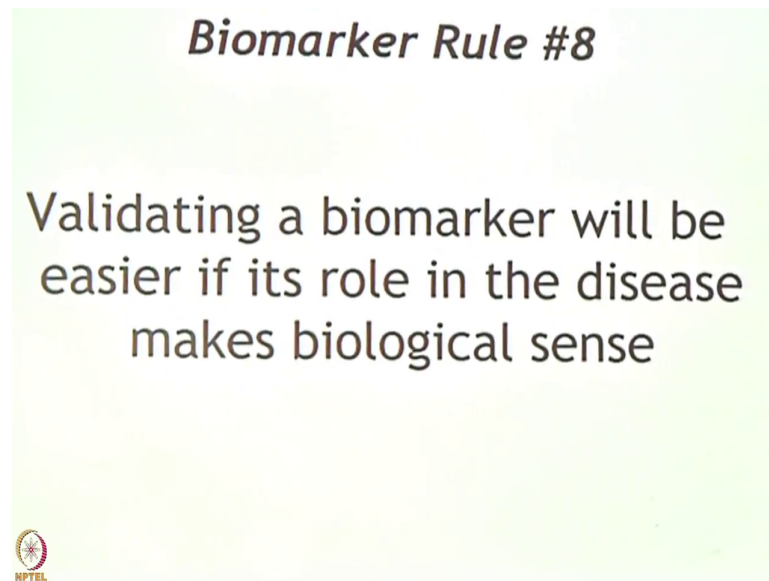 Biomarker Rule #8
Validating a biomarker will be
easier if its role in the disease
makes biological sense
NPTEL